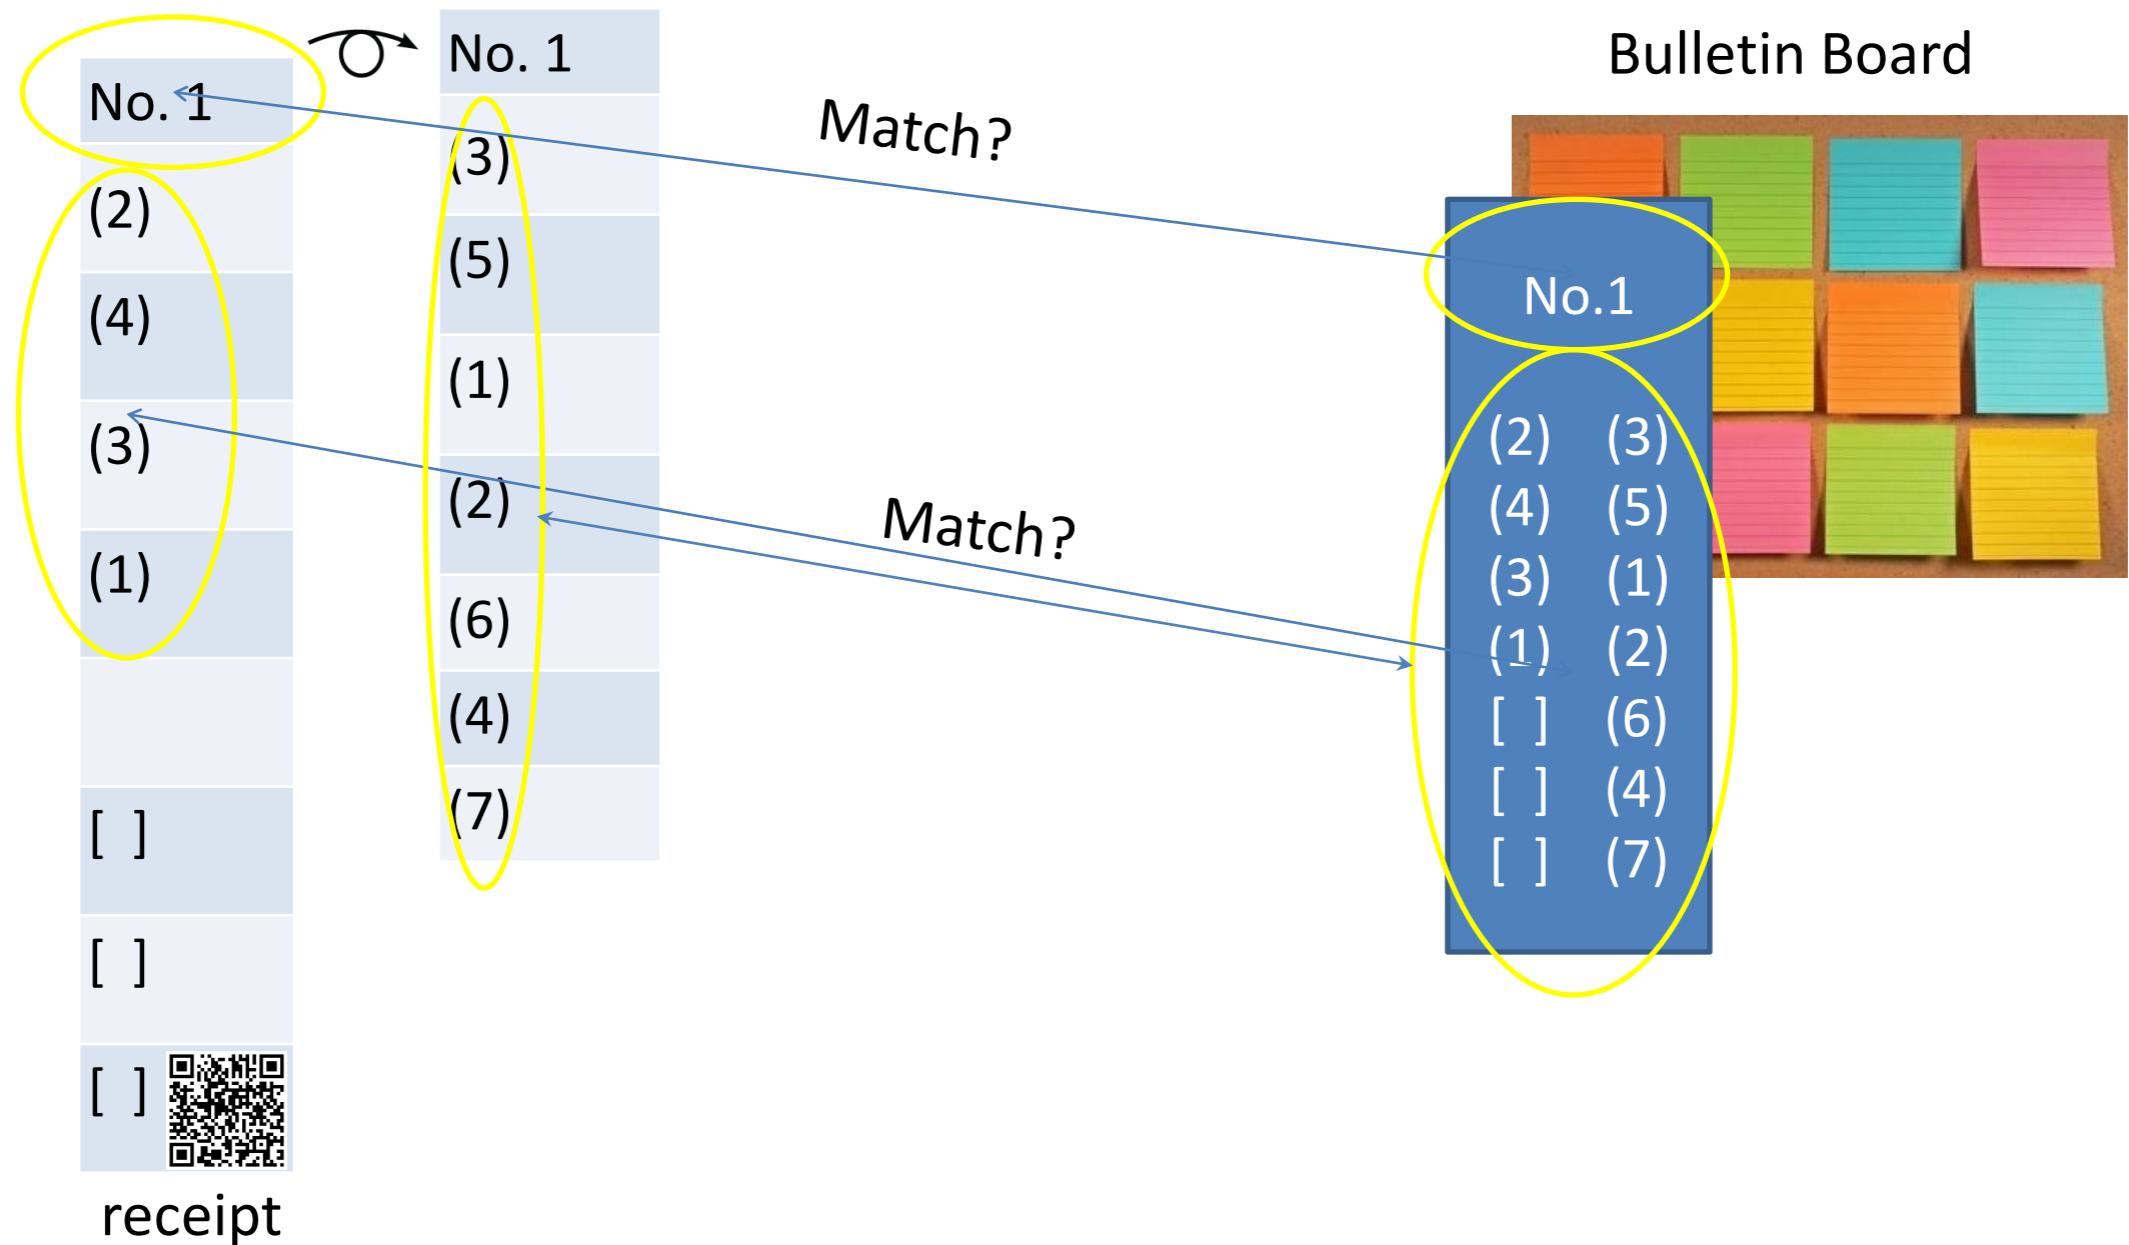 No. 1
(2)
(4)
(3)
(1)
[ ]
[ ]
[ ]
receipt
No. 1
(3)
(5)
(1)
(2)
(6)
(4)
(7)
Match?
Match?
Bulletin Board
No.1
(2) (3)
(4) (5)
(3) (1)
(1) (2)
[ ] (6)
[ ] (4)
[ ] (7)